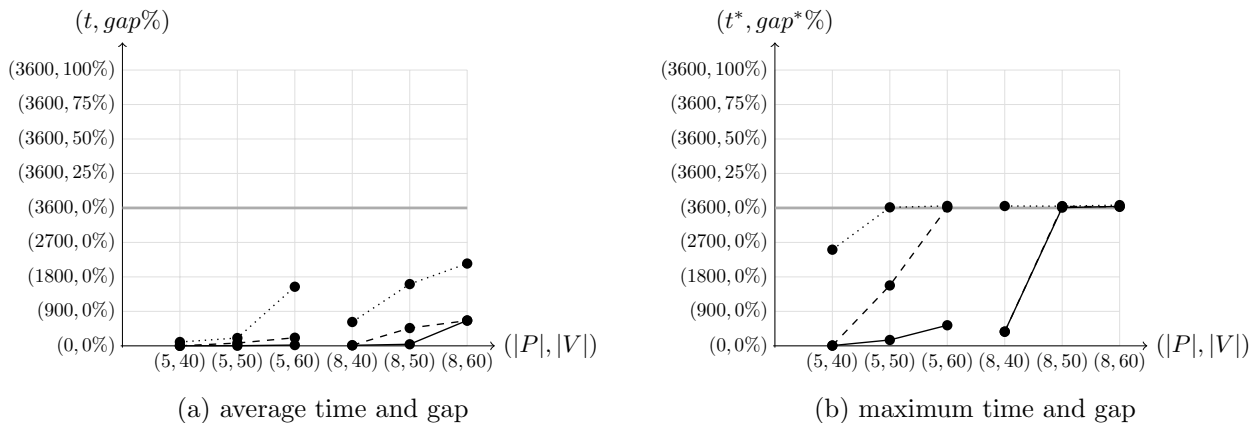 (t, gap%)
(3600, 100%)
(3600, 75%)
(3600, 50%)
(3600, 25%)
(3600, 0%)
(2700, 0%)
(1800, 0%)
(900, 0%)
(0, 0%)
(5, 40) (5, 50) (5, 60) (8, 40) (8, 50) (8, 60)
(|P|, |V|)
(a) average time and gap
(t*, gap*%)
(3600, 100%)
(3600, 75%)
(3600, 50%)
(3600, 25%)
(3600, 0%)
(2700, 0%)
(1800, 0%)
(900, 0%)
(0, 0%)
(5, 40) (5, 50) (5, 60) (8, 40) (8, 50) (8, 60)
(|P|, |V|)
(b) maximum time and gap